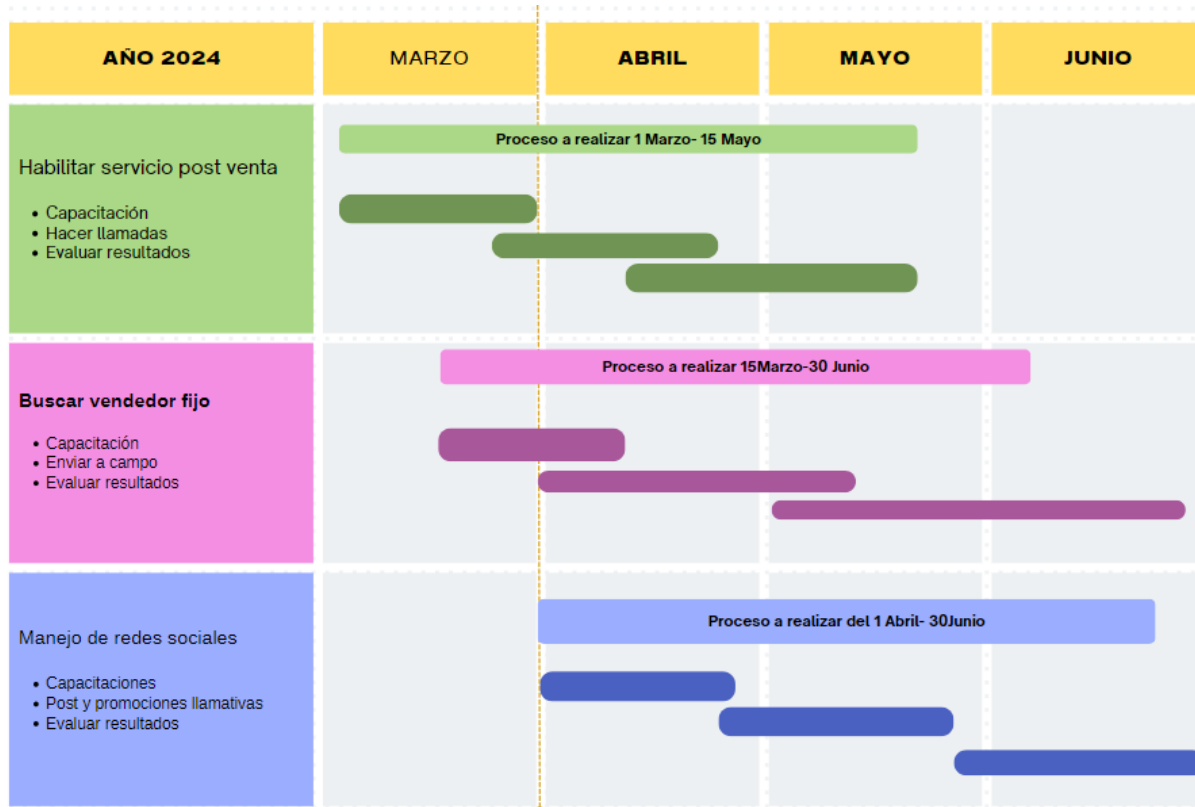 AÑO 2024
MARZO
ABRIL
MAYO
JUNIO
Proceso a realizar 1 Marzo- 15 Mayo
Habilitar servicio post venta
• Capacitación
• Hacer llamadas
• Evaluar resultados
Proceso a realizar 15Marzo-30 Junio
Buscar vendedor fijo
• Capacitación
• Enviar a campo
• Evaluar resultados
Proceso a realizar del 1 Abril- 30Junio
Manejo de redes sociales
• Capacitaciones
• Post y promociones llamativas
• Evaluar resultados